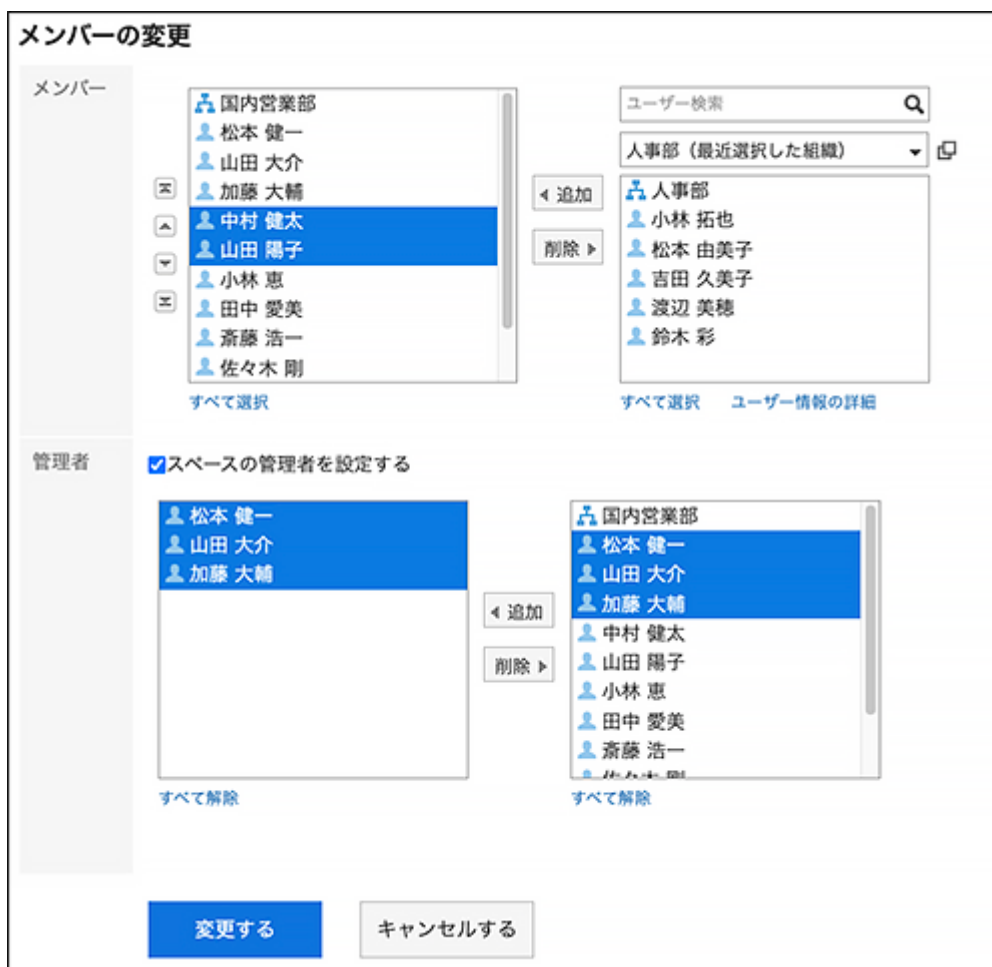 メンバーの変更
メンバー
国内営業部
松本 健一
山田 大介
加藤 大輔
中村 健太
山田 陽子
小林 恵
田中 愛美
斎藤 浩一
佐々木 剛
すべて選択
追加
削除
ユーザー検索
人事部（最近選択した組織）
人事部
小林 拓也
松本 由美子
吉田 久美子
渡辺 美穂
鈴木 彩
すべて選択 ユーザー情報の詳細
管理者
スペースの管理者を設定する
松本 健一
山田 大介
加藤 大輔
すべて解除
追加
削除
国内営業部
松本 健一
山田 大介
加藤 大輔
中村 健太
山田 陽子
小林 恵
田中 愛美
斎藤 浩一
すべて解除
変更する
キャンセルする